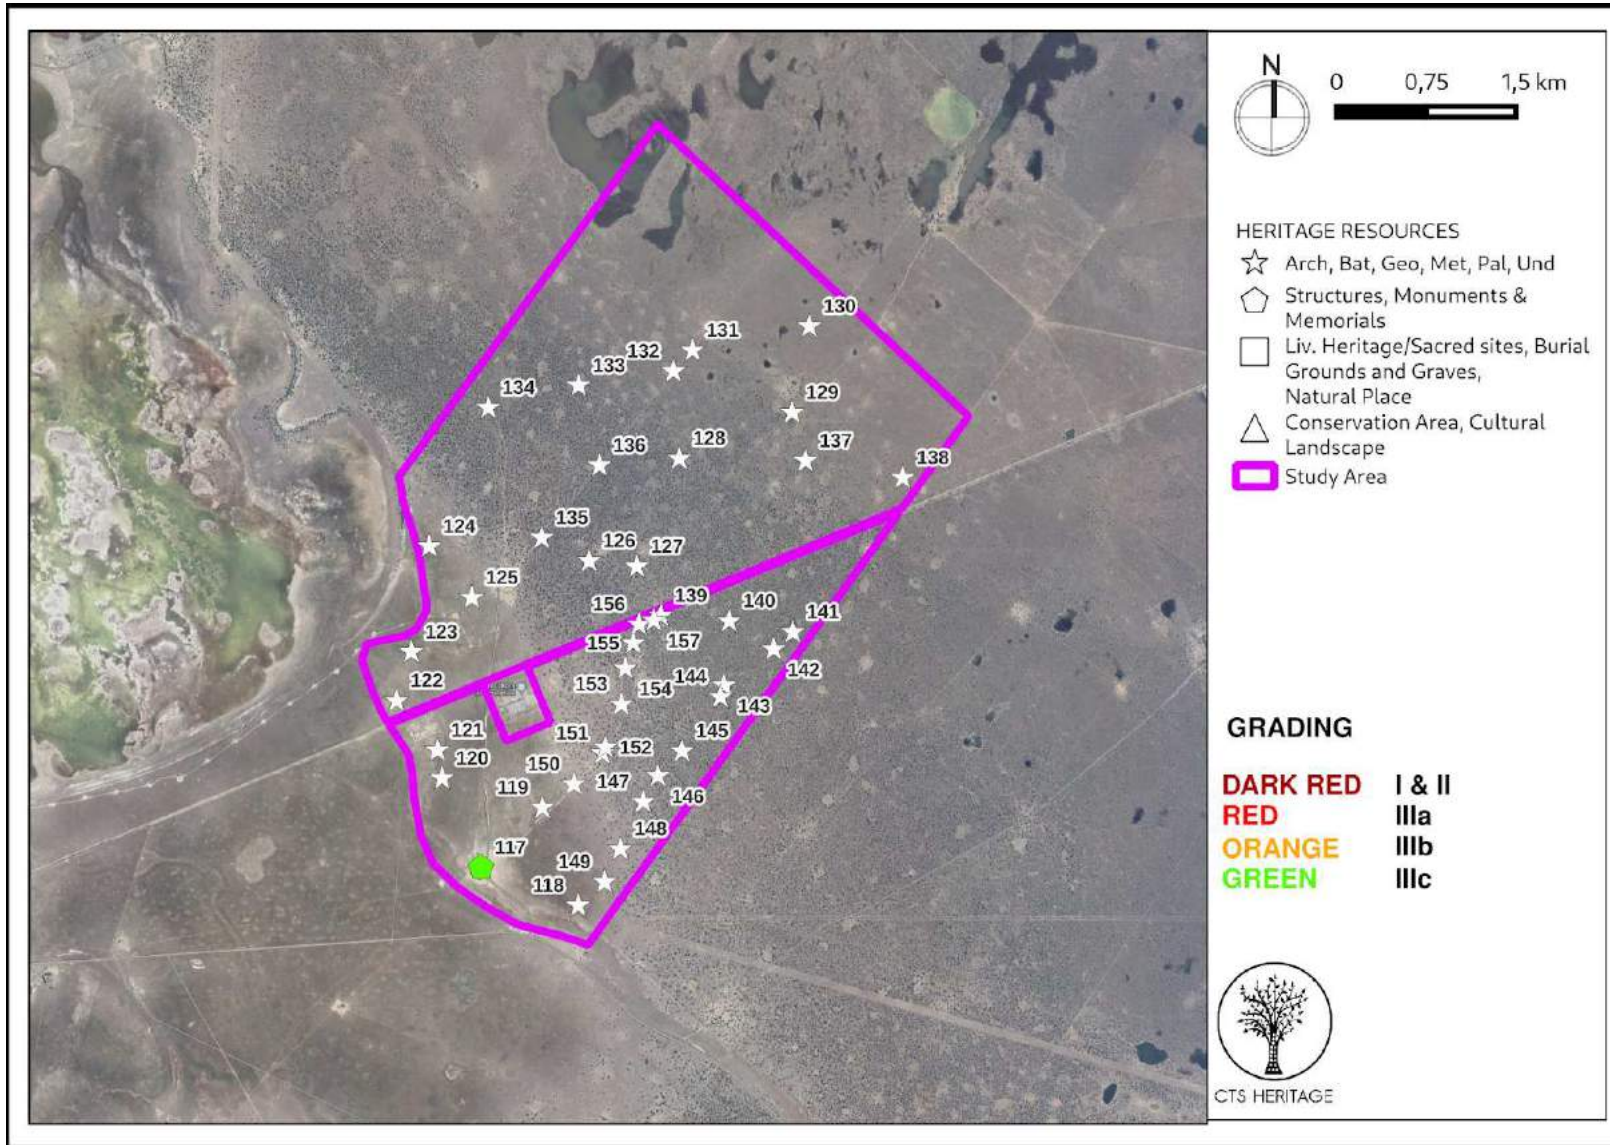 N
0 0,75 1,5 km
HERITAGE RESOURCES
Arch, Bat, Geo, Met, Pal, Und
Structures, Monuments &
Memorials
Liv. Heritage/Sacred sites, Burial
Grounds and Graves,
Natural Place
Conservation Area, Cultural
Landscape
Study Area
GRADING
DARK RED I & II
RED IIIa
ORANGE IIIb
GREEN IIIc
CTS HERITAGE
130
131
132
133
134
129
128
136
137
138
124
135
126
127
125
156
139
140
141
123
155
157
142
122
153
154
144
143
121
151
152
145
120
150
147
119
146
148
117
149
118